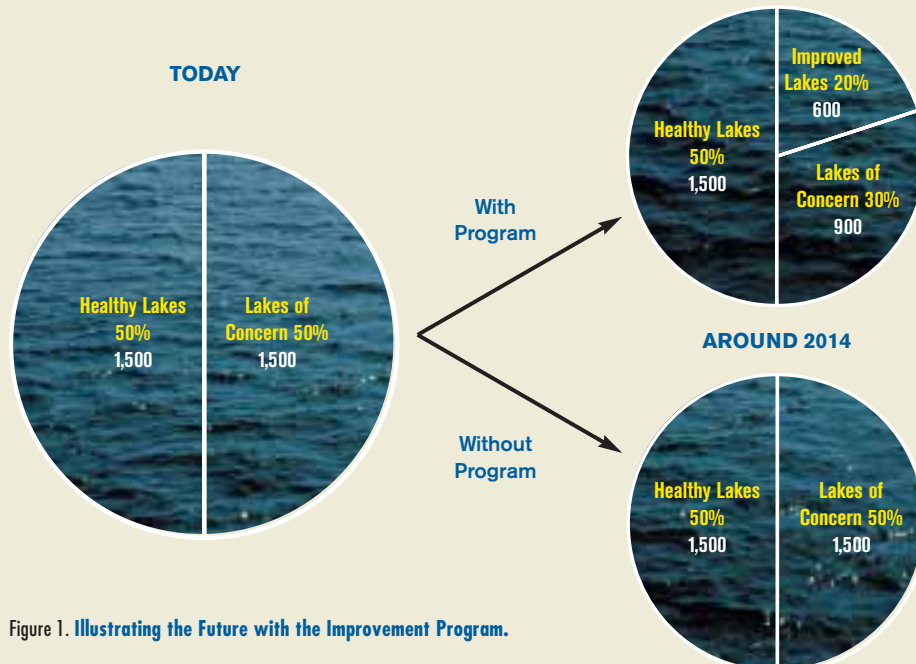 TODAY
Healthy Lakes
50%
1,500
Lakes of
Concern 50%
1,500
With
Program
Healthy Lakes
50%
1,500
Improved
Lakes 20%
600
Lakes of
Concern 30%
900
AROUND 2014
Without
Program
Healthy Lakes
50%
1,500
Lakes of
Concern 50%
1,500
Figure 1. Illustrating the Future with the Improvement Program.